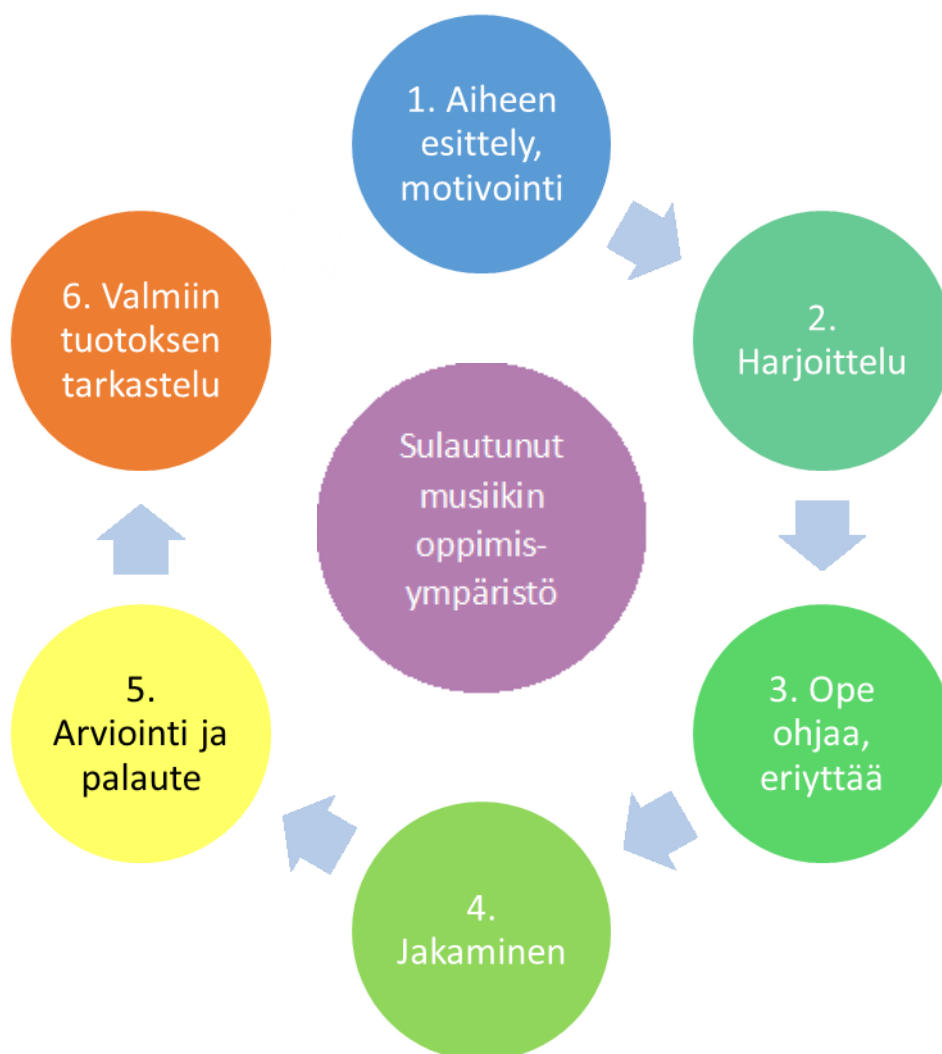 1. Aiheen
esittely,
motivointi
2.
Harjoittelu
3. Ope
ohjaa,
eriyttää
4.
Jakaminen
5.
Arviointi ja
palaute
6. Valmiin
tuotoksen
tarkastelu
Sulautunut
musiikin
oppimis-
ympäristö